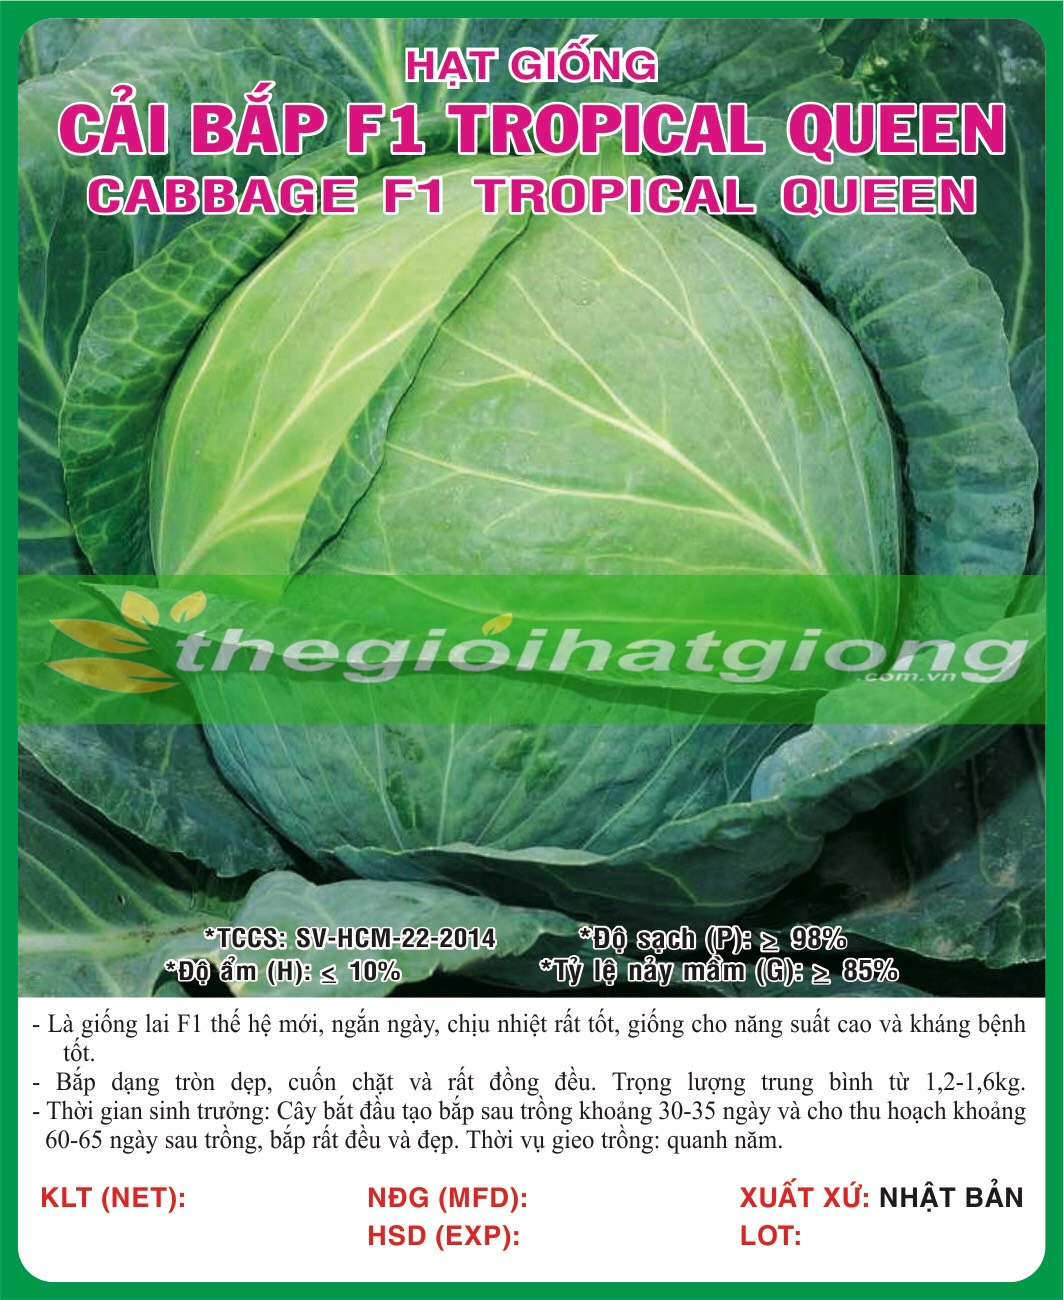 HẠT GIỐNG
CẢI BẮP F1 TROPICAL QUEEN
CABBAGE F1 TROPICAL QUEEN
thegioihatgiong
.com.vn
*TCCS: SV-HCM-22-2014
*Độ sạch (P): ≥ 98%
*Độ ẩm (H): ≤ 10%
*Tỷ lệ nảy mầm (G): ≥ 85%
- Là giống lai F1 thế hệ mới, ngắn ngày, chịu nhiệt rất tốt, giống cho năng suất cao và kháng bệnh
tốt.
- Bắp dạng tròn dẹp, cuốn chặt và rất đồng đều. Trọng lượng trung bình từ 1,2-1,6kg.
- Thời gian sinh trưởng: Cây bắt đầu tạo bắp sau trồng khoảng 30-35 ngày và cho thu hoạch khoảng
60-65 ngày sau trồng, bắp rất đều và đẹp. Thời vụ gieo trồng: quanh năm.
KLT (NET):
NĐG (MFD):
XUẤT XỨ: NHẬT BẢN
HSD (EXP):
LOT: